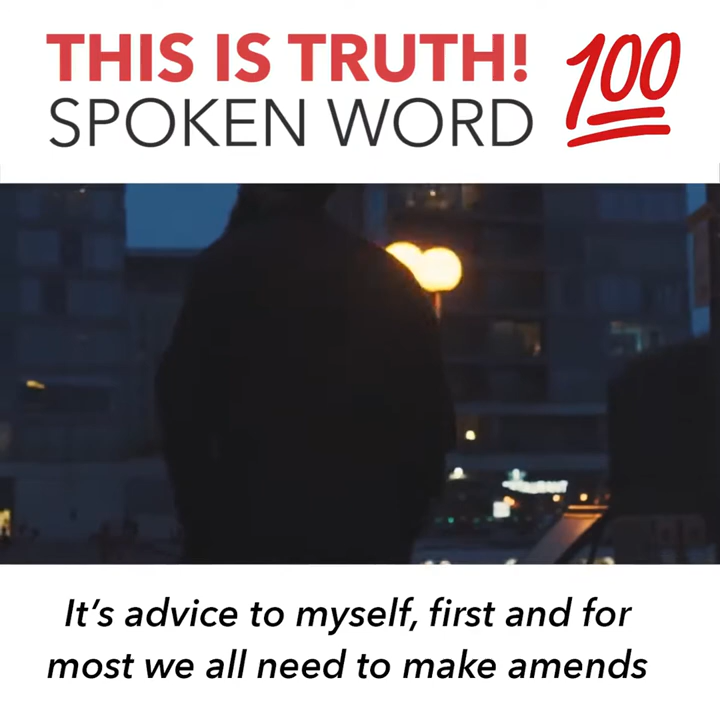 THIS IS TRUTH! 💯
SPOKEN WORD
It’s advice to myself, first and for
most we all need to make amends